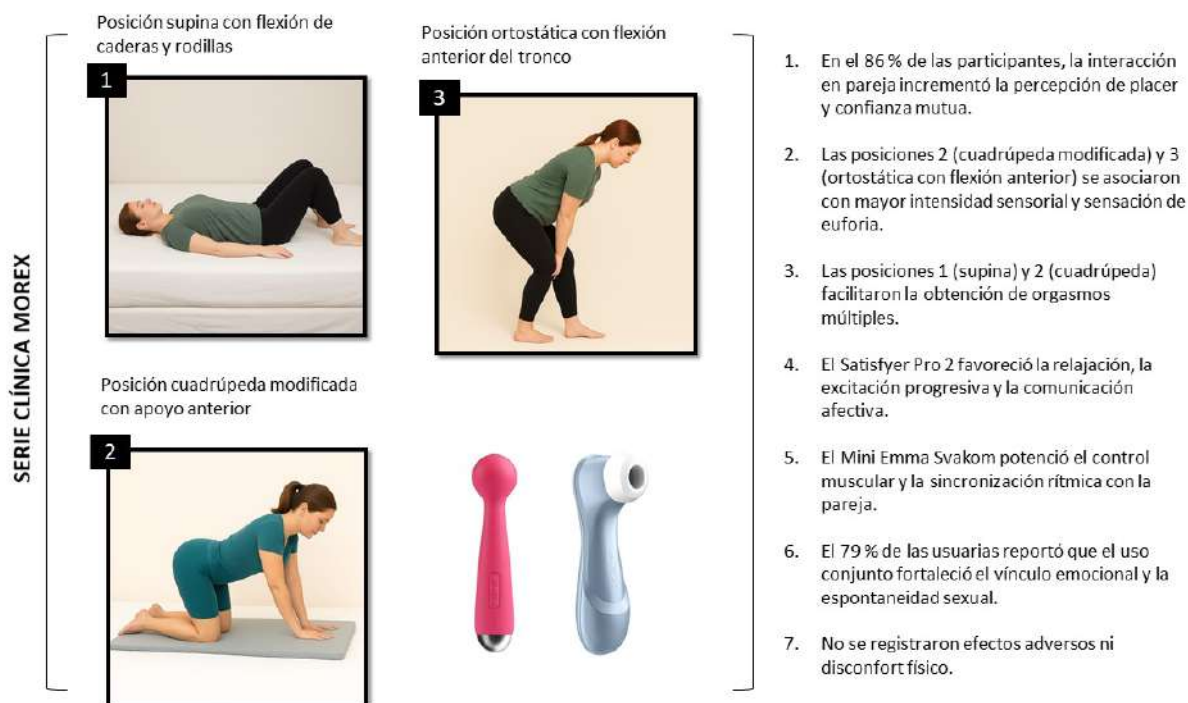 SERIE CLÍNICA MOREX
Posición supina con flexión de
caderas y rodillas
1
Posición cuadrúpeda modificada
con apoyo anterior
2
Posición ortostática con flexión
anterior del tronco
3
1. En el 86 % de las participantes, la interacción
en pareja incrementó la percepción de placer
y confianza mutua.
2. Las posiciones 2 (cuadrúpeda modificada) y 3
(ortostática con flexión anterior) se asociaron
con mayor intensidad sensorial y sensación de
euforia.
3. Las posiciones 1 (supina) y 2 (cuadrúpeda)
facilitaron la obtención de orgasmos
múltiples.
4. El Satisfyer Pro 2 favoreció la relajación, la
excitación progresiva y la comunicación
afectiva.
5. El Mini Emma Svakom potenció el control
muscular y la sincronización rítmica con la
pareja.
6. El 79 % de las usuarias reportó que el uso
conjunto fortaleció el vínculo emocional y la
espontaneidad sexual.
7. No se registraron efectos adversos ni
disconfort físico.